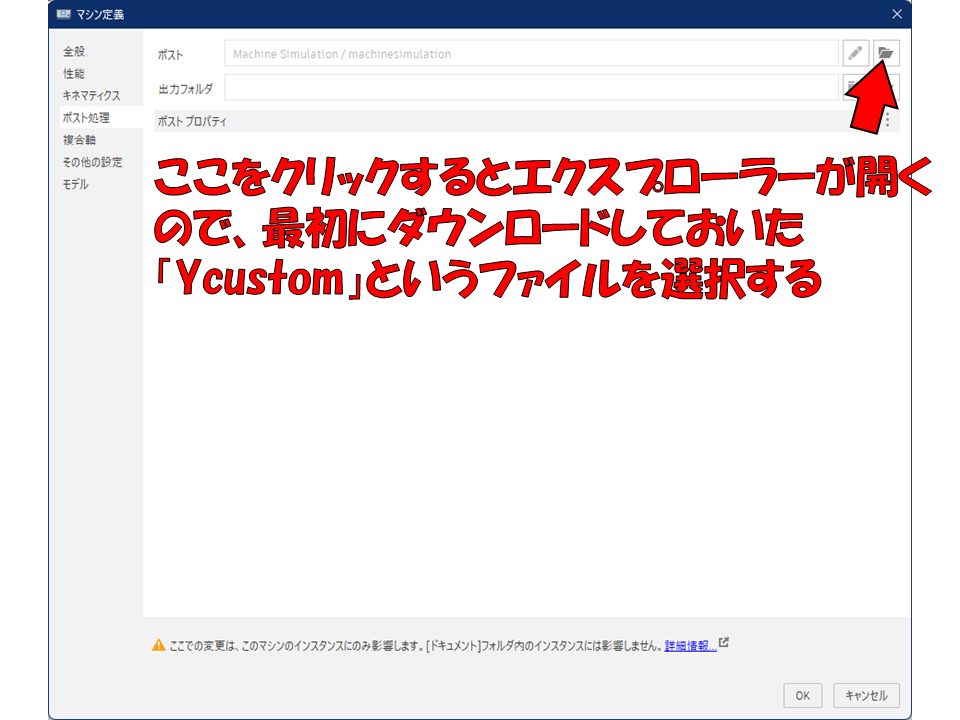 マシン定義
全般
性能
キネマティクス
ポスト処理
複合軸
その他の設定
モデル
ポスト
Machine Simulation / machinesimulation
出力フォルダ
ポスト プロパティ
ここをクリックするとエクスプローラーが開く
ので、最初にダウンロードしておいた
「Ycustom」というファイルを選択する
ここでの変更は、このマシンのインスタンスにのみ影響します。[ドキュメント]フォルダ内のインスタンスには影響しません。詳細情報...
OK
キャンセル